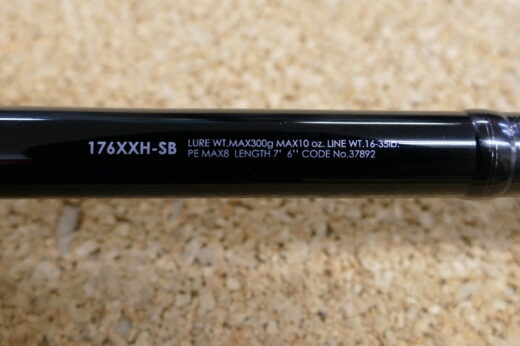 176XXH-SB
LURE WT.MAX300g MAX10 oz. LINE WT.16-35lb.
PE MAX8 LENGTH 7' 6'' CODE No.37892